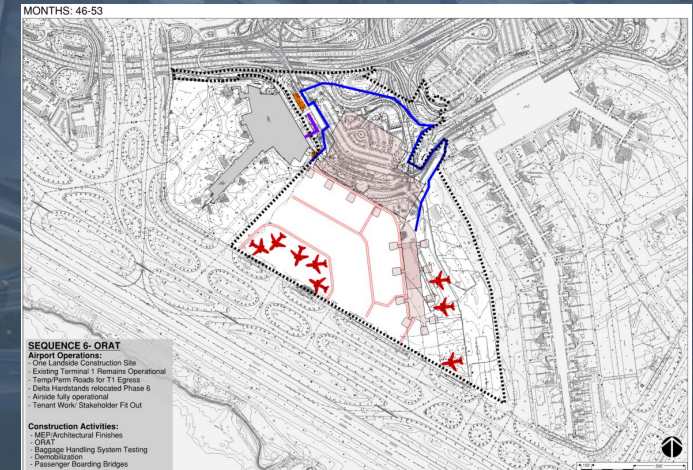 MONTHS: 46-53
SEQUENCE 6- ORAT
Airport Operations:
- One Landside Construction Site
- Existing Terminal 1 Remains Operational
- Temp/Perm Roads for T1 Egress
- Delta Hardstands relocated Phase 6
- Airside fully operational
- Tenant Work/ Stakeholder Fit Out
Construction Activities:
- MEP/Architectural Finishes
- ORAT
- Baggage Handling System Testing
- Demobilization
- Passenger Boarding Bridges